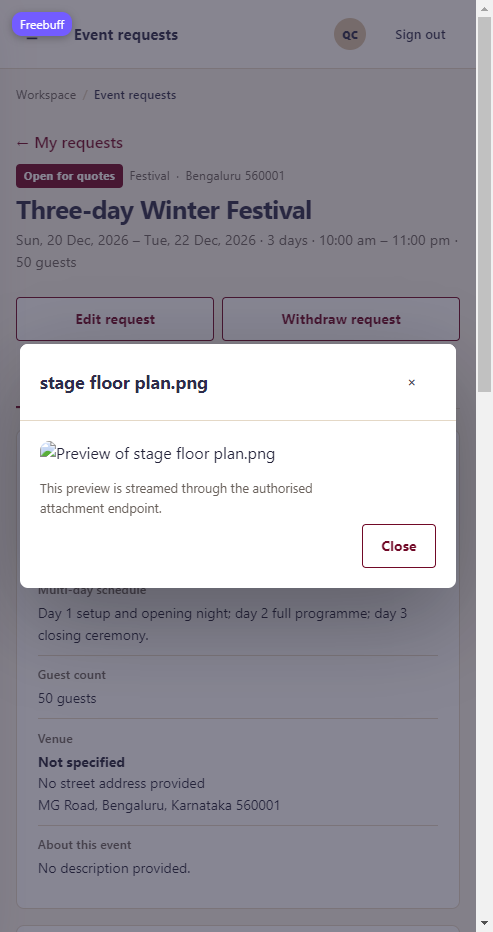 Freebuff
Event requests
QC
Sign out
Workspace / Event requests
← My requests
Open for quotes Festival · Bengaluru 560001
Three-day Winter Festival
Sun, 20 Dec, 2026 – Tue, 22 Dec, 2026 · 3 days · 10:00 am – 11:00 pm ·
50 guests
Edit request
Withdraw request
stage floor plan.png
×
Preview of stage floor plan.png
This preview is streamed through the authorised
attachment endpoint.
Close
Multi-day schedule
Day 1 setup and opening night; day 2 full programme; day 3
closing ceremony.
Guest count
50 guests
Venue
Not specified
No street address provided
MG Road, Bengaluru, Karnataka 560001
About this event
No description provided.